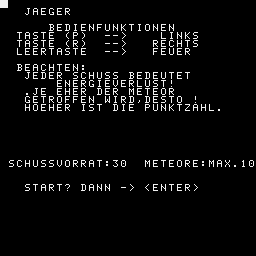 JAEGER
BEDIENFUNKTIONEN
TASTE (P) --> LINKS
TASTE (R) --> RECHTS
LEERTASTE --> FEUER
BEACHTEN:
JEDER SCHUSS BEDEUTET
ENERGIEVERLUST!
.JE EHER DER METEOR
GETROFFEN WIRD,DESTO !
HOEHER IST DIE PUNKTZAHL.
SCHUSSVORRAT:30 METEORE:MAX.10
START? DANN -> <ENTER>